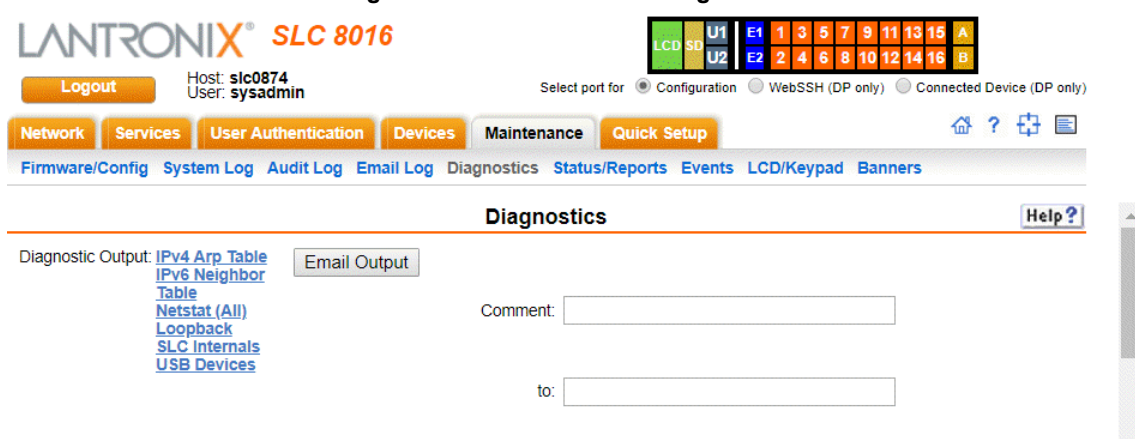 LANTRONIX® SLC 8016
LCD SD U1 E1 1 3 5 7 9 11 13 15 A
U2 E2 2 4 6 8 10 12 14 16 B
Logout
Host: slc0874
User: sysadmin
Select port for Configuration WebSSH (DP only) Connected Device (DP only)
Network Services User Authentication Devices Maintenance Quick Setup ?
Firmware/Config System Log Audit Log Email Log Diagnostics Status/Reports Events LCD/Keypad Banners
Diagnostics
Help?
Diagnostic Output: IPv4 Arp Table
IPv6 Neighbor
Table
Netstat (All)
Loopback
SLC Internals
USB Devices
Email Output
Comment:
to: